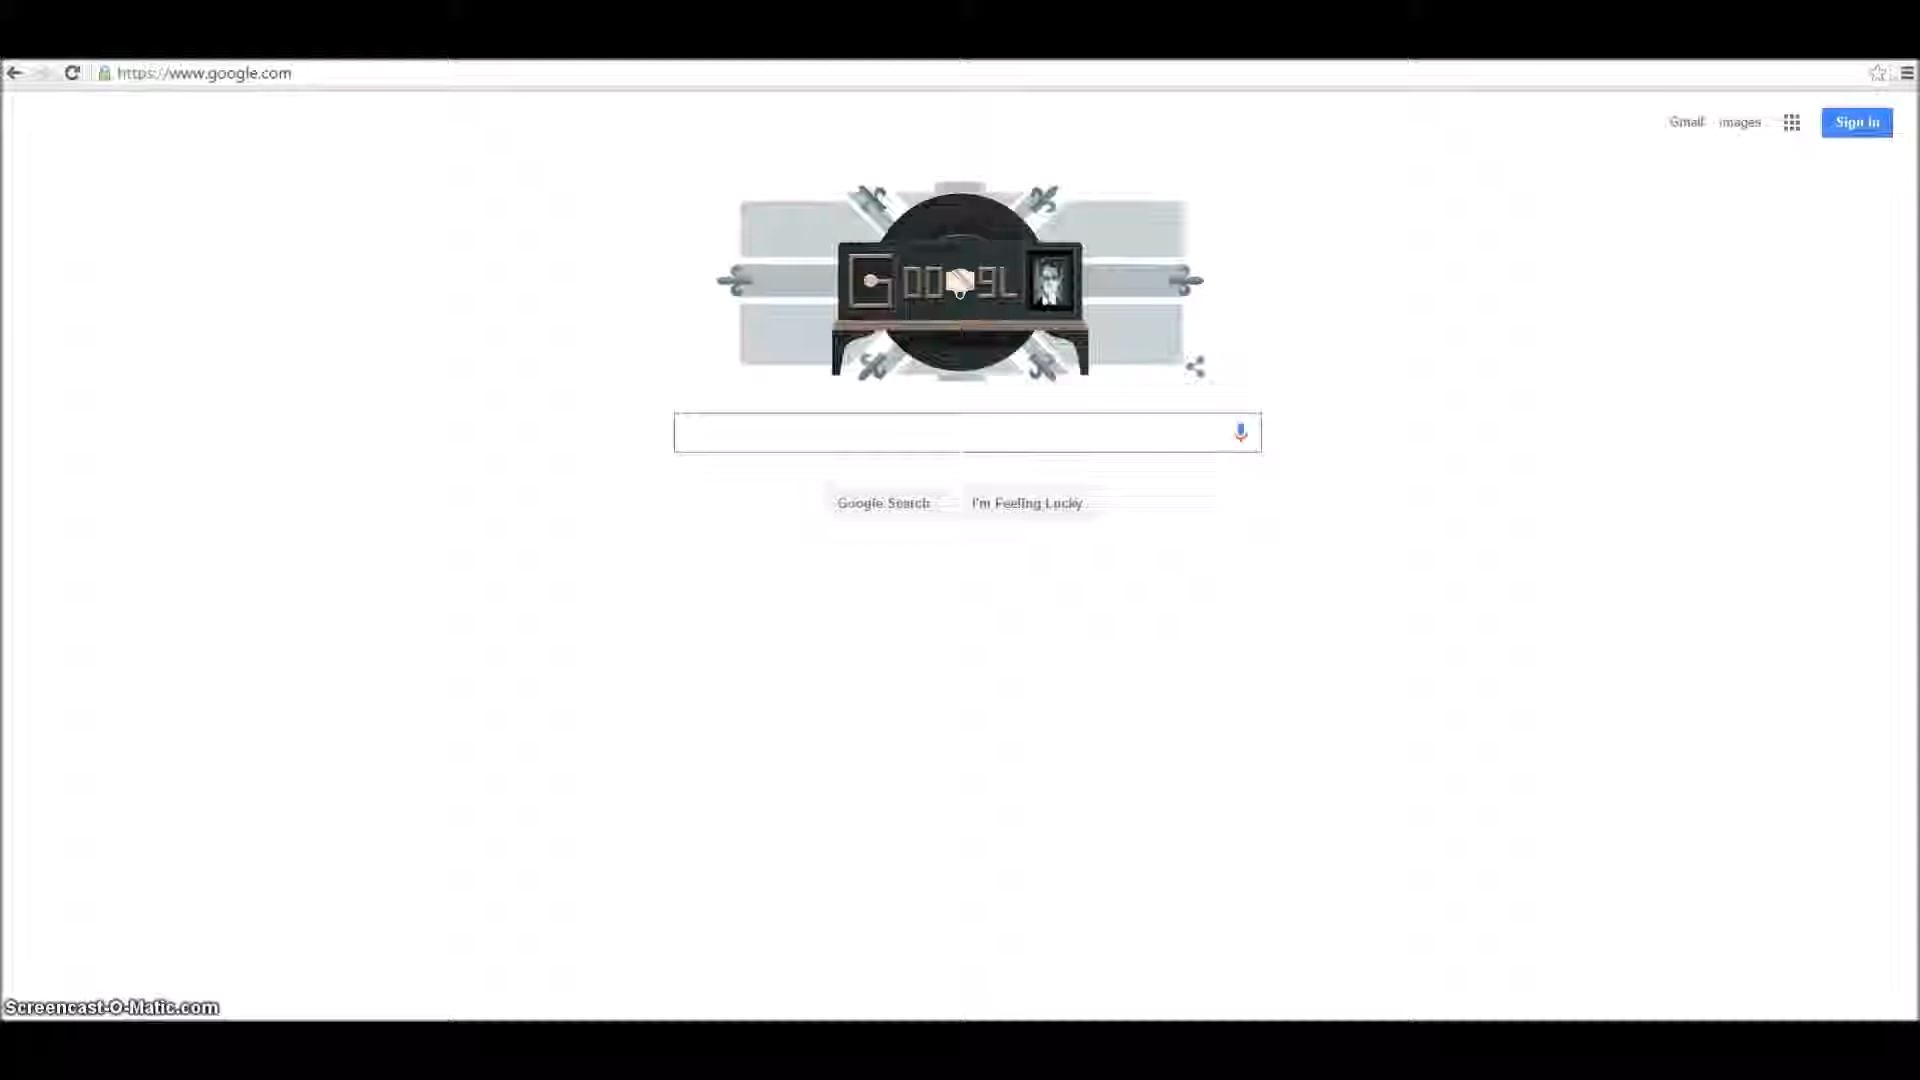 https://www.google.com
Gmail Images
Sign in
Google Search I'm Feeling Lucky
Screencast-O-Matic.com